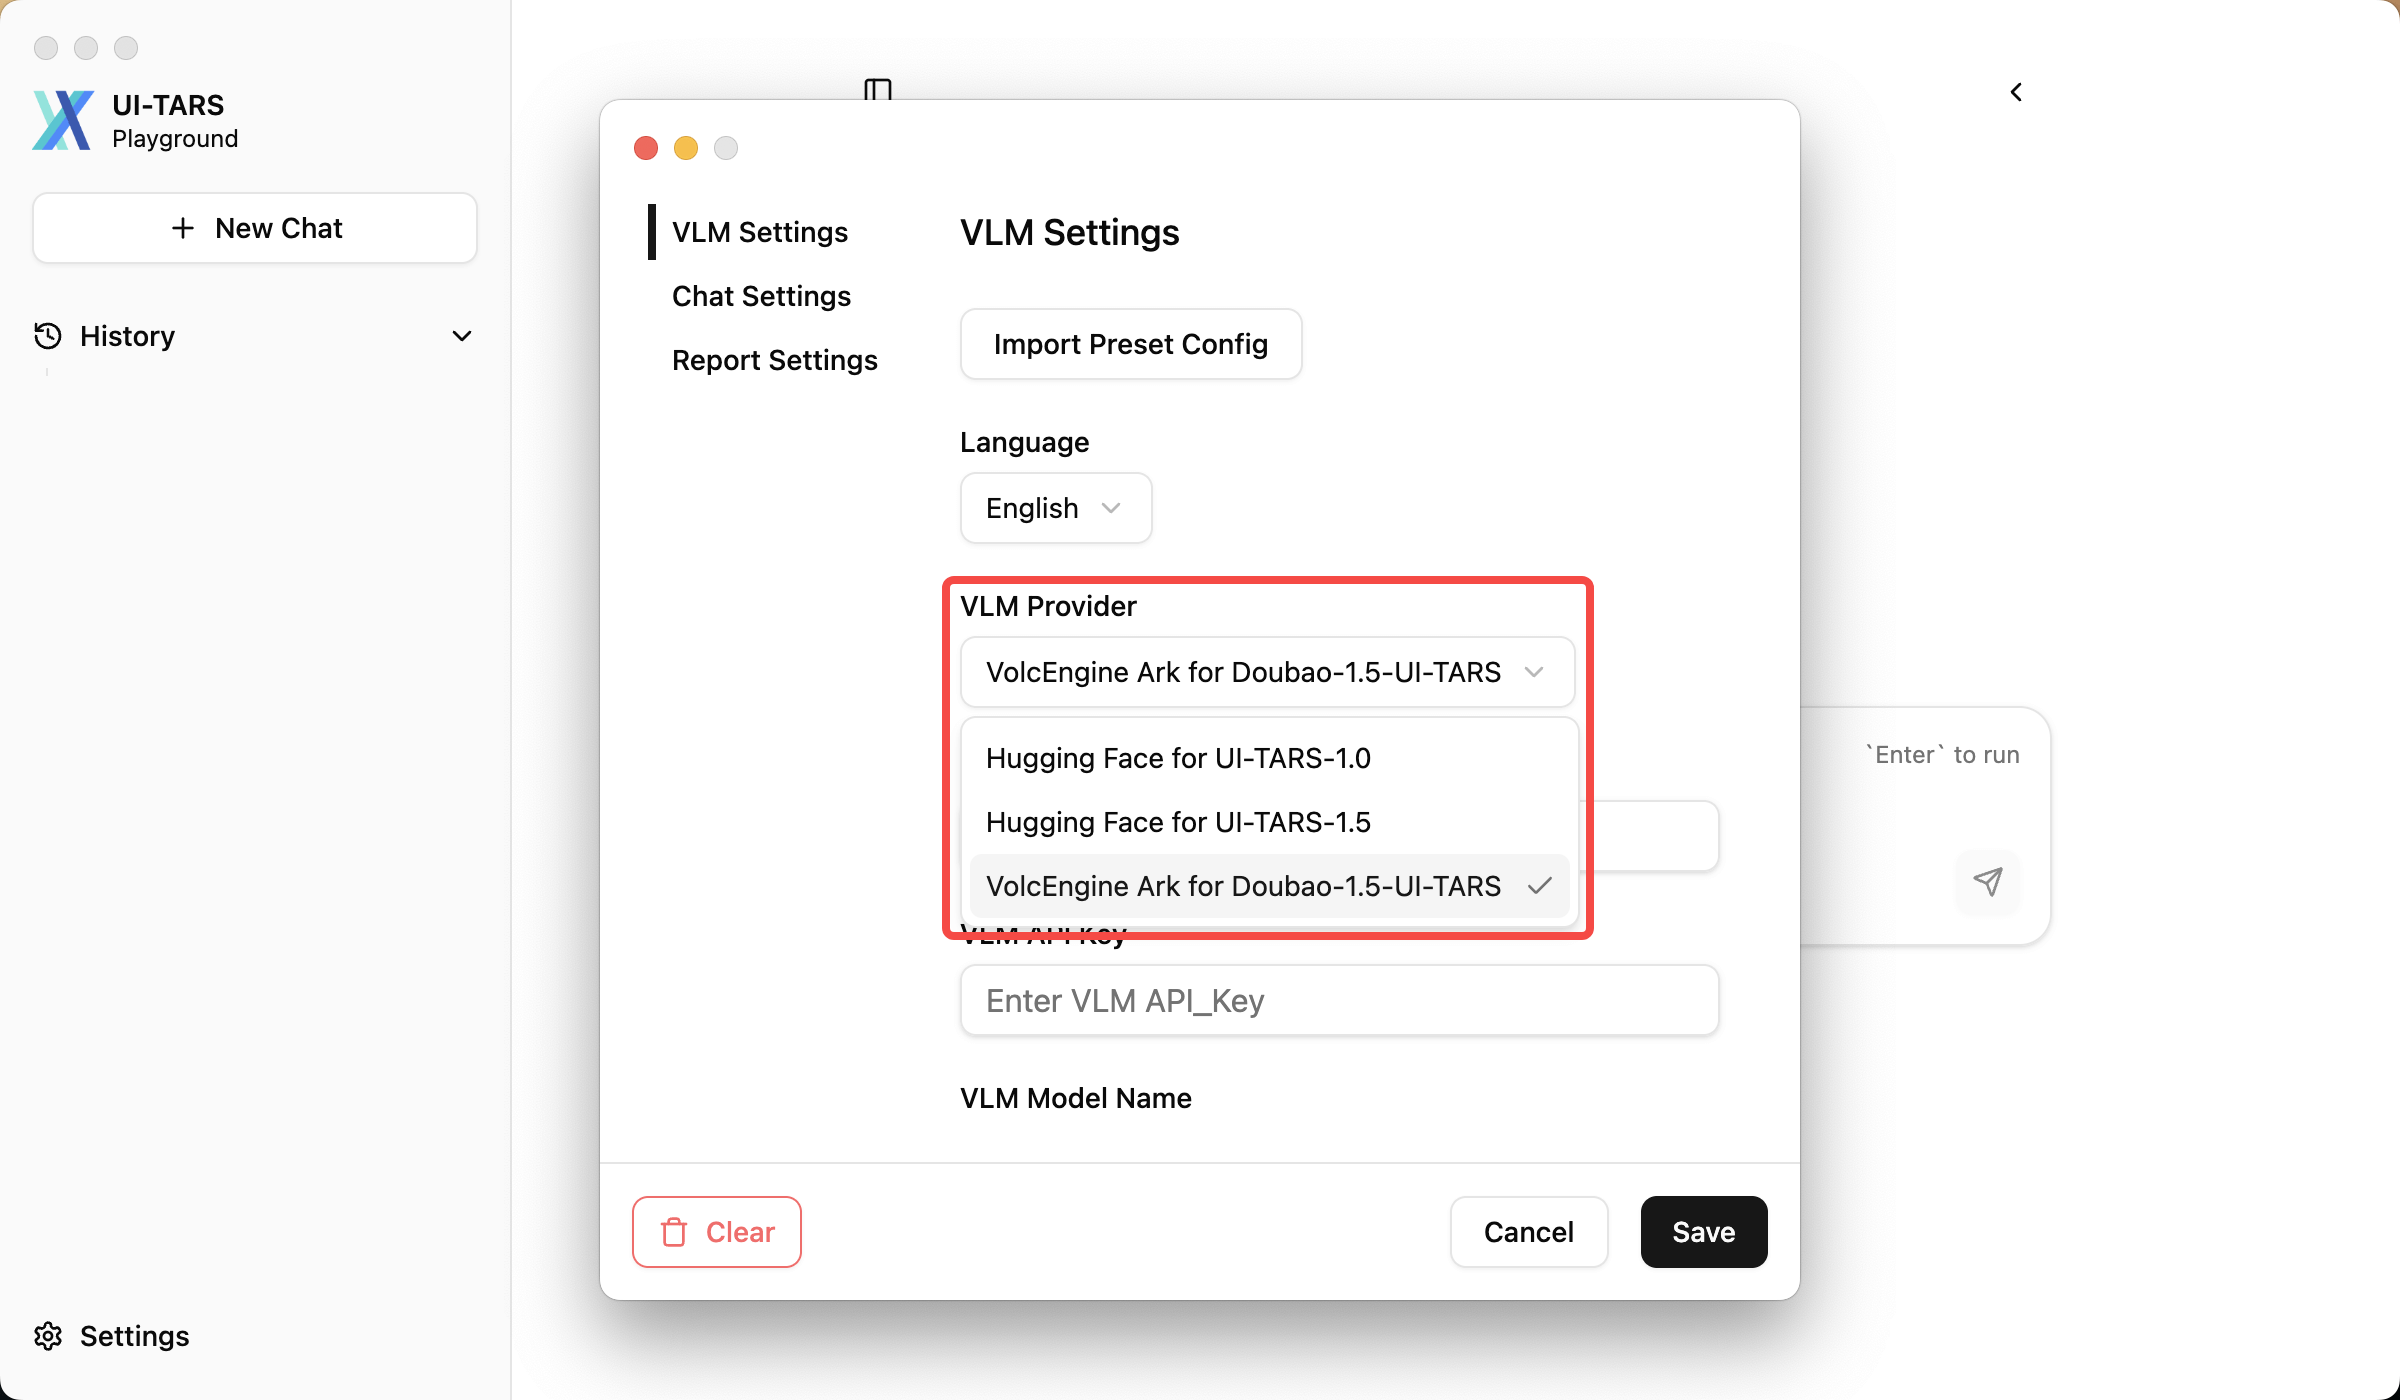 UI-TARS
Playground
New Chat
History
Settings
VLM Settings
Chat Settings
Report Settings
VLM Settings
Import Preset Config
Language
English
VLM Provider
VolcEngine Ark for Doubao-1.5-UI-TARS
Hugging Face for UI-TARS-1.0
Hugging Face for UI-TARS-1.5
VolcEngine Ark for Doubao-1.5-UI-TARS
VLM API Key
Enter VLM API_Key
VLM Model Name
Clear
Cancel
Save
`Enter` to run